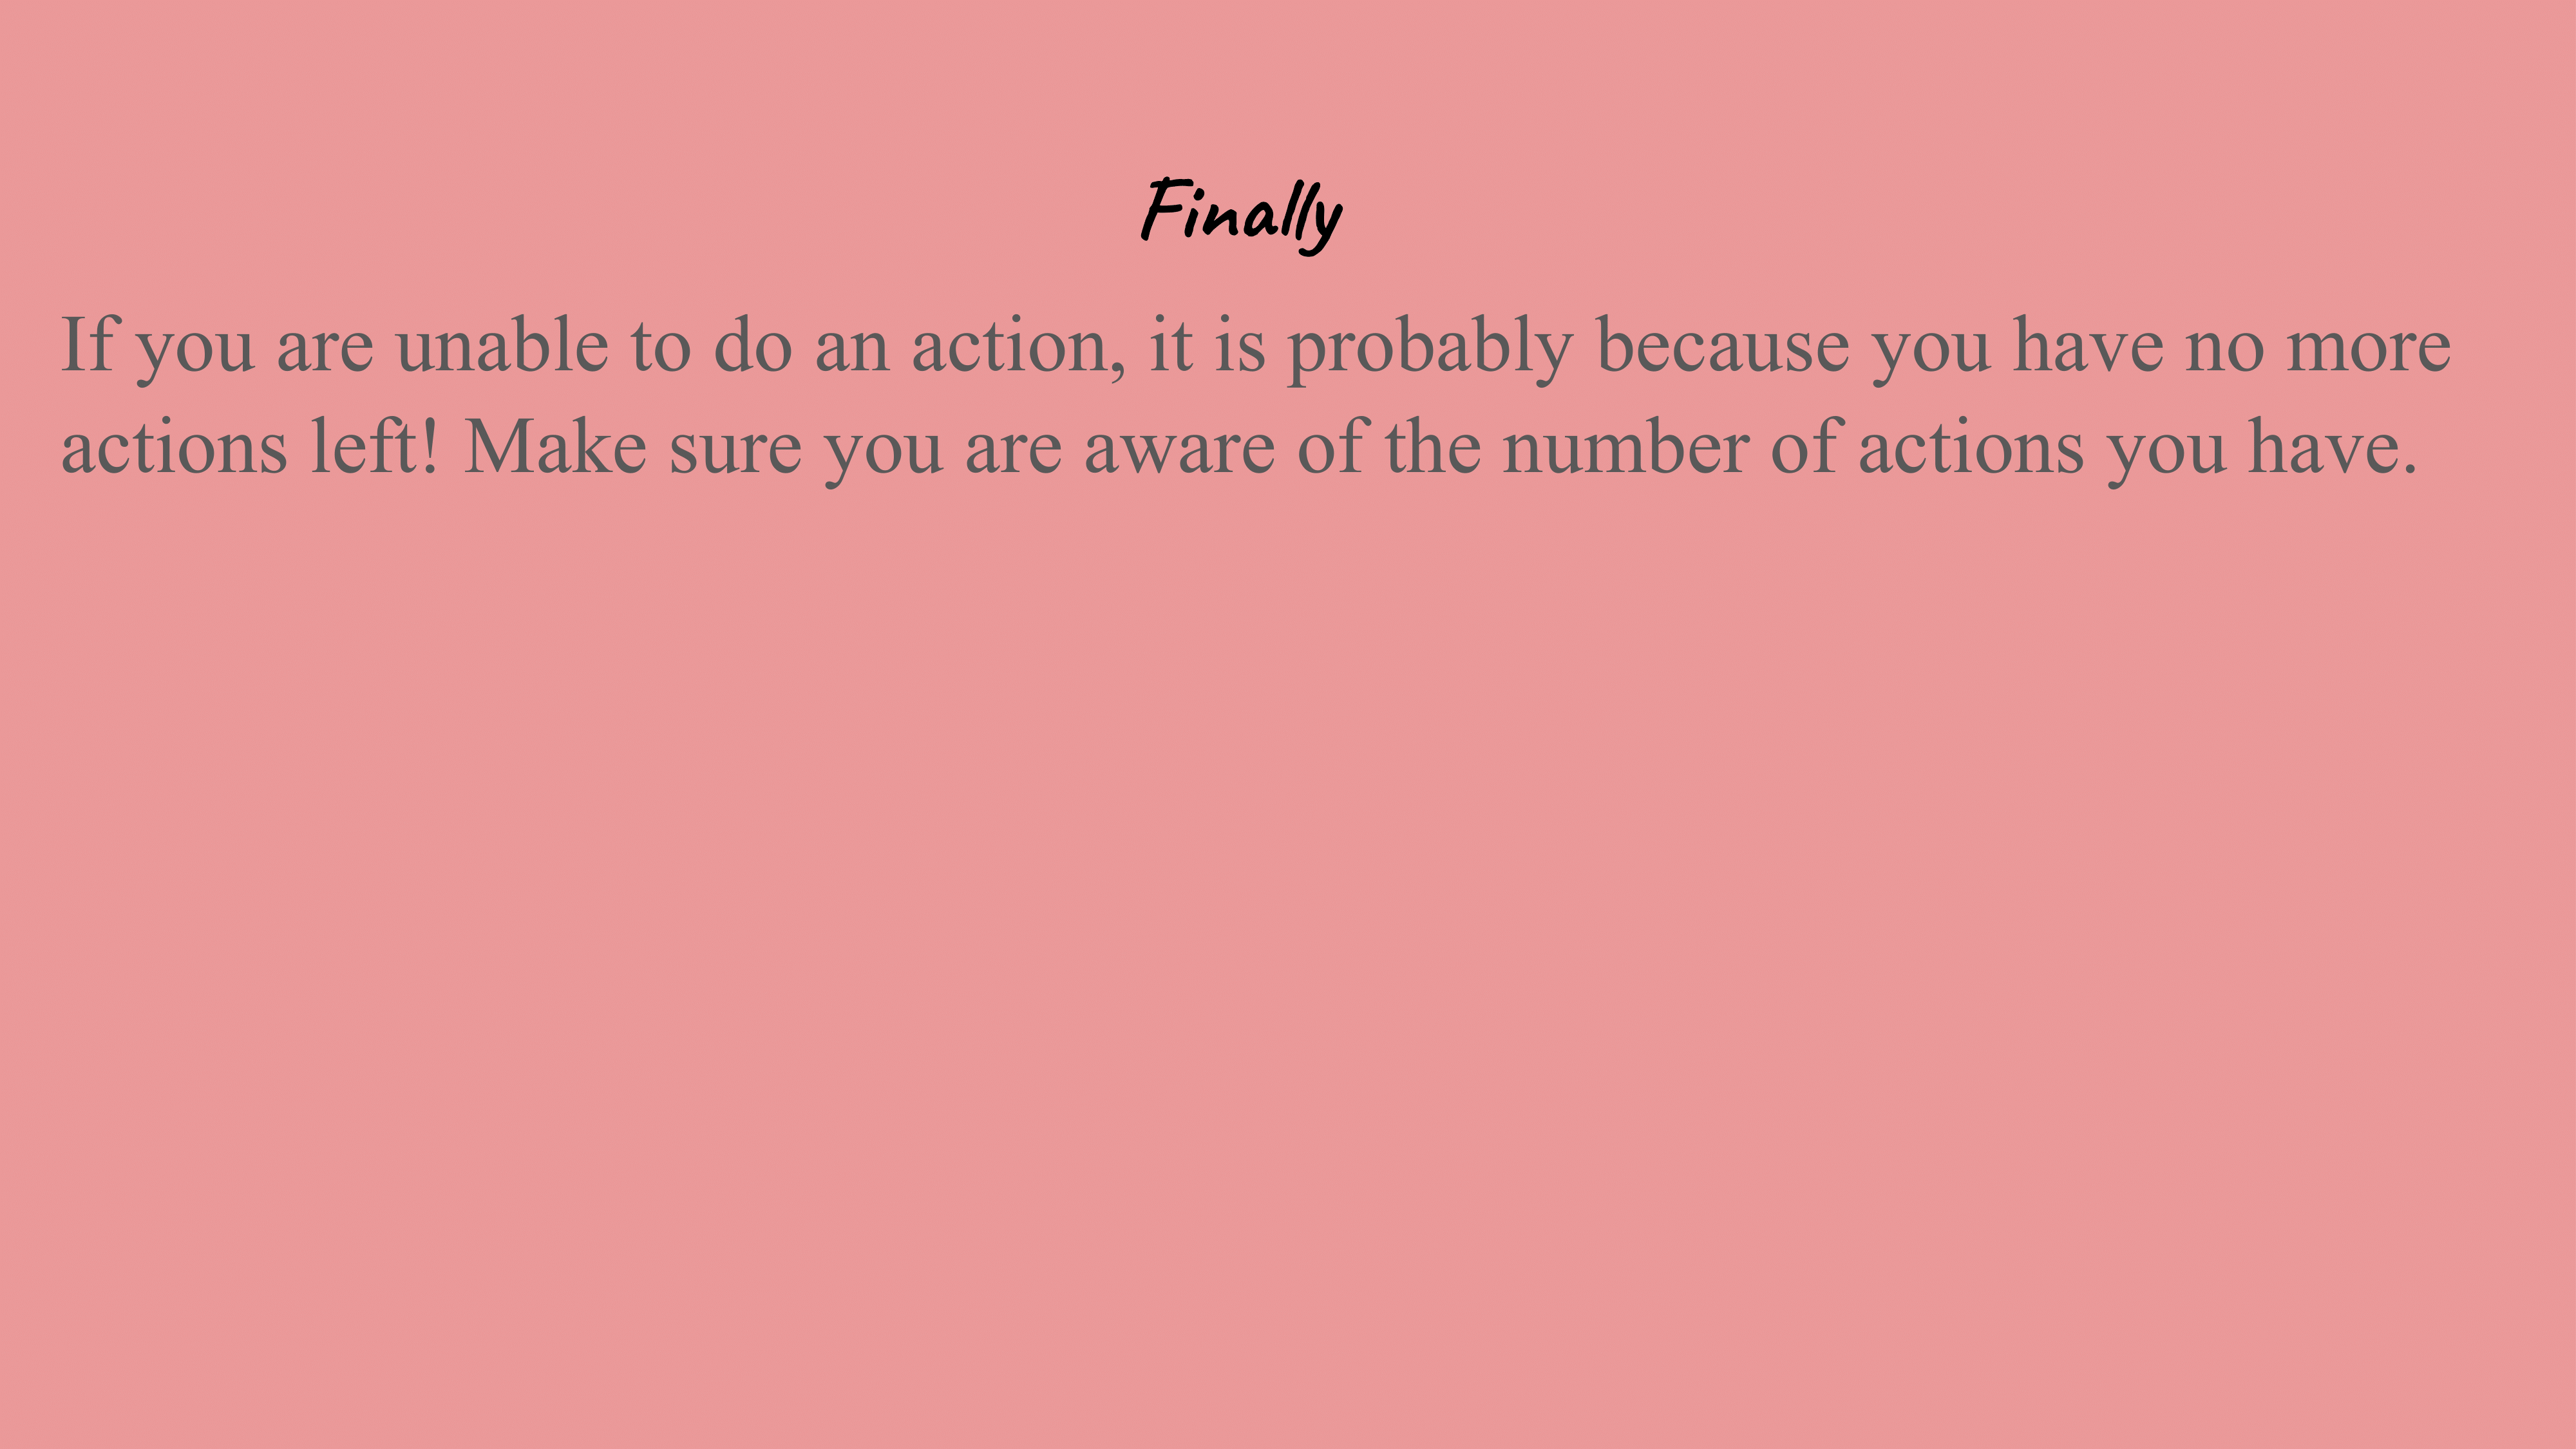 Finally
If you are unable to do an action, it is probably because you have no more
actions left! Make sure you are aware of the number of actions you have.